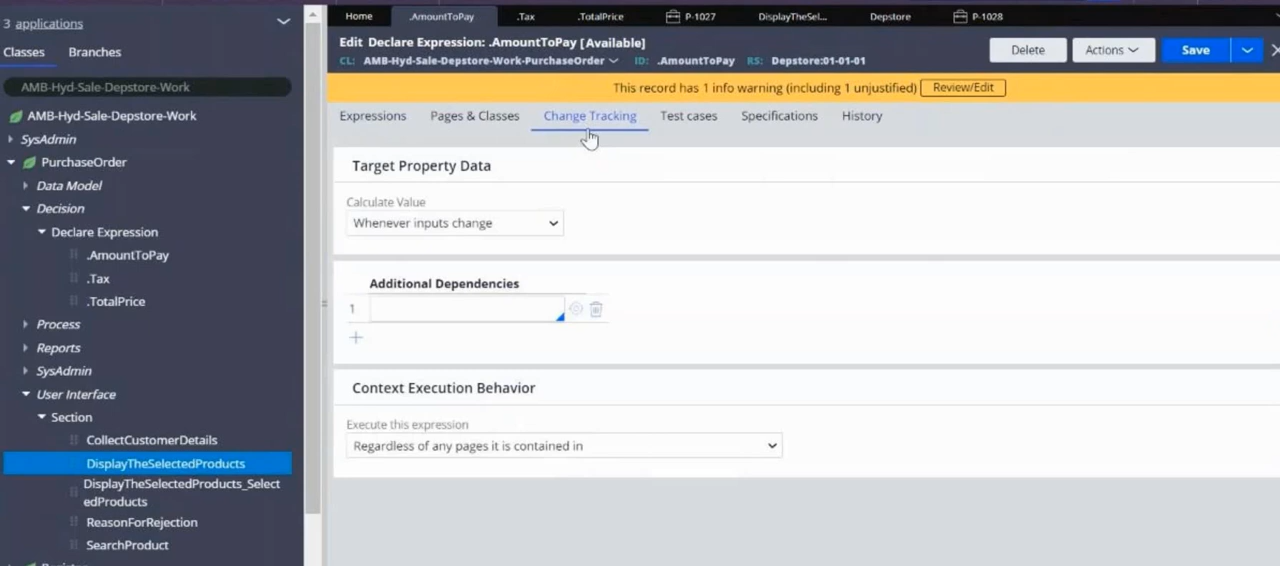 3 applications
Classes
Branches
AMB-Hyd-Sale-Depstore-Work
AMB-Hyd-Sale-Depstore-Work
SysAdmin
PurchaseOrder
Data Model
Decision
Declare Expression
.AmountToPay
.Tax
.TotalPrice
Process
Reports
SysAdmin
User Interface
Section
CollectCustomerDetails
DisplayTheSelectedProducts
DisplayTheSelectedProducts_Select
edProducts
ReasonForRejection
SearchProduct
Home
.AmountToPay
.Tax
.TotalPrice
P-1027
DisplayTheSel...
Depstore
P-1028
Edit Declare Expression: .AmountToPay [Available]
CL: AMB-Hyd-Sale-Depstore-Work-PurchaseOrder ID: .AmountToPay RS: Depstore:01-01-01
Delete
Actions
Save
This record has 1 info warning (including 1 unjustified) Review/Edit
Expressions
Pages & Classes
Change Tracking
Test cases
Specifications
History
Target Property Data
Calculate Value
Whenever inputs change
Additional Dependencies
1
Context Execution Behavior
Execute this expression
Regardless of any pages it is contained in